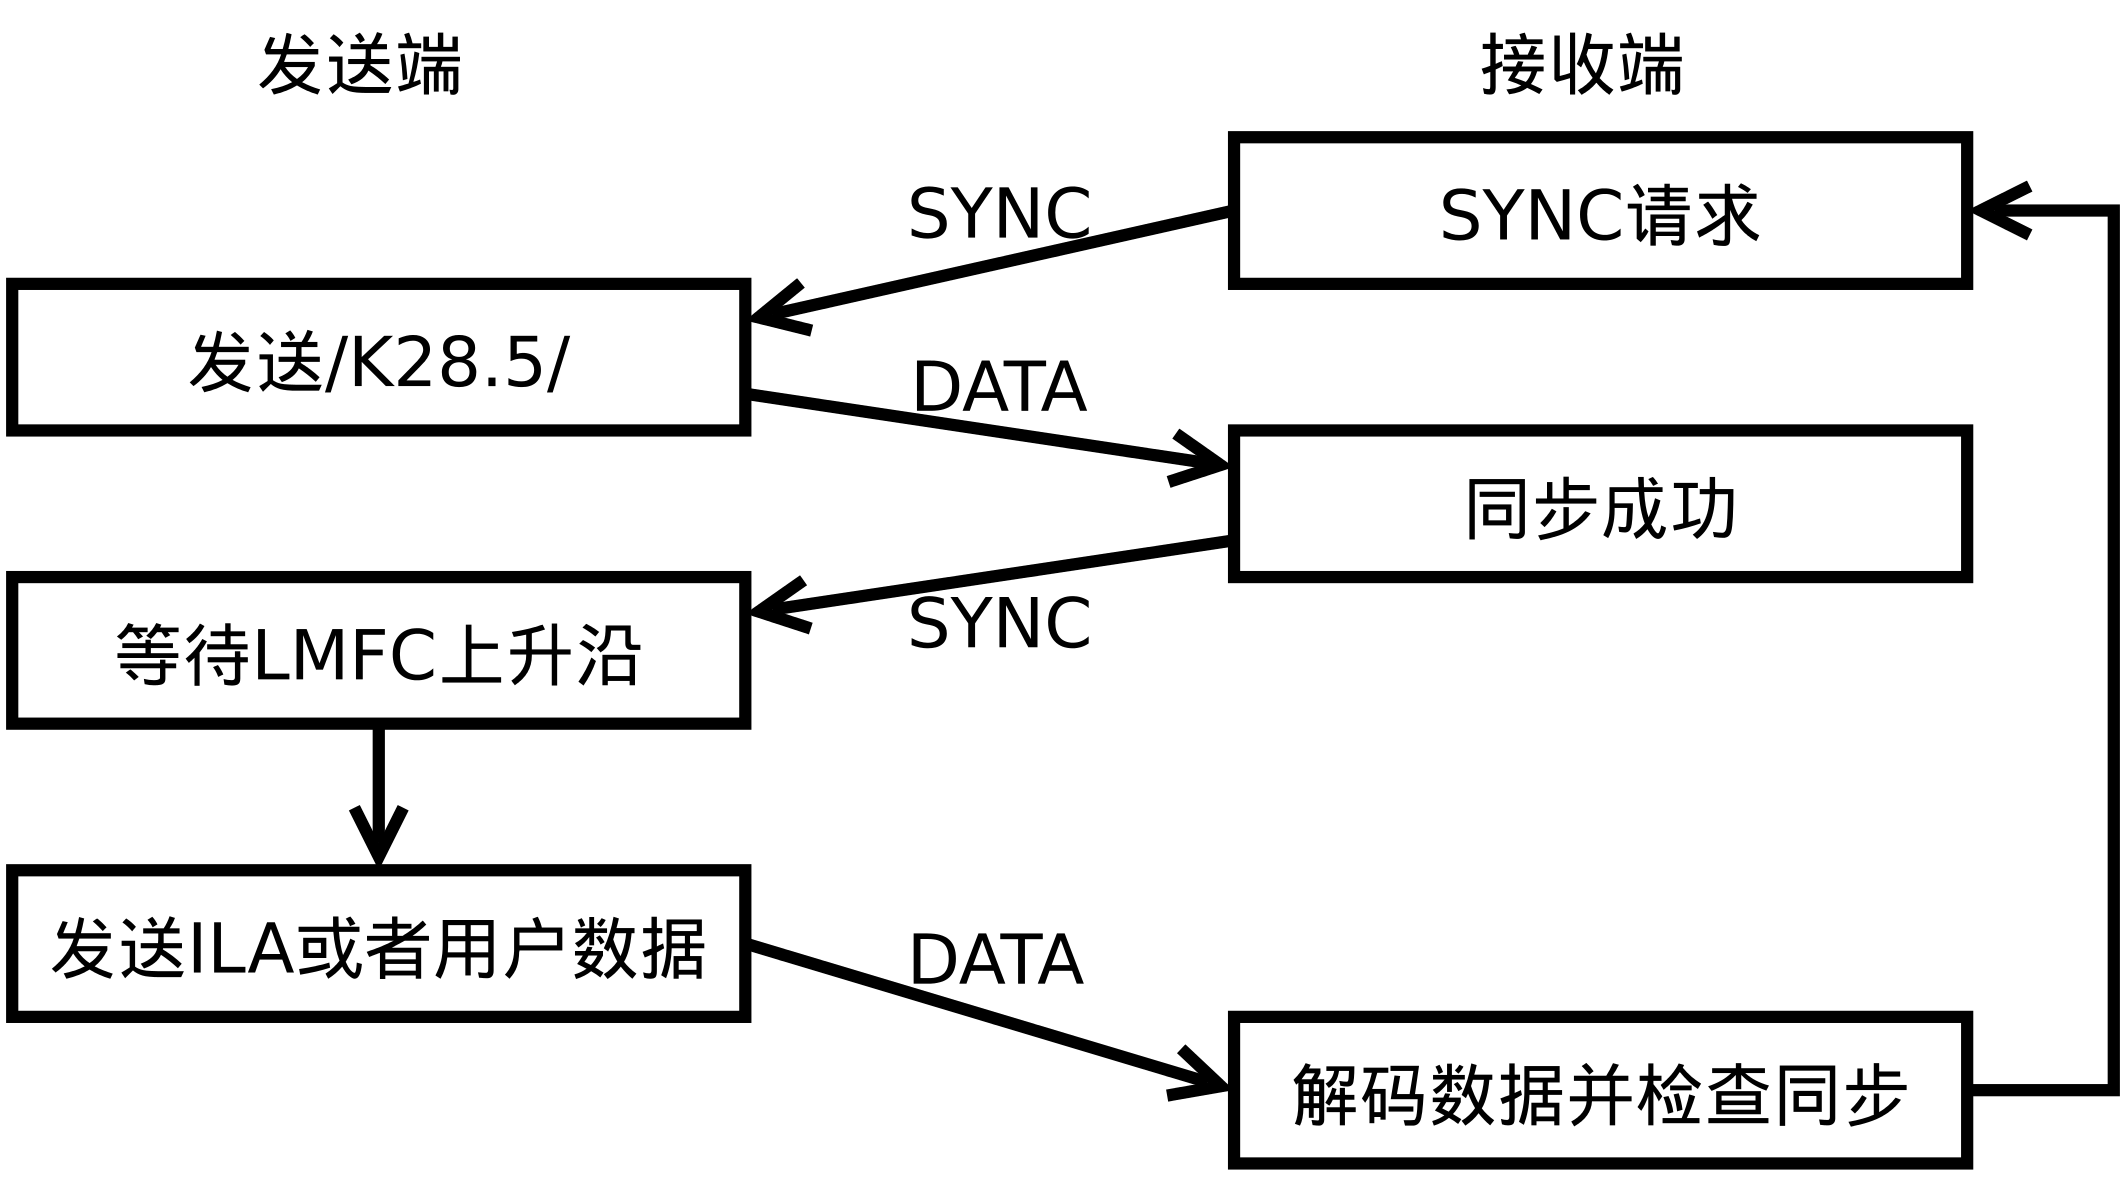 发送端
接收端
SYNC请求
SYNC
发送/K28.5/
DATA
同步成功
SYNC
等待LMFC上升沿
发送ILA或者用户数据
DATA
解码数据并检查同步